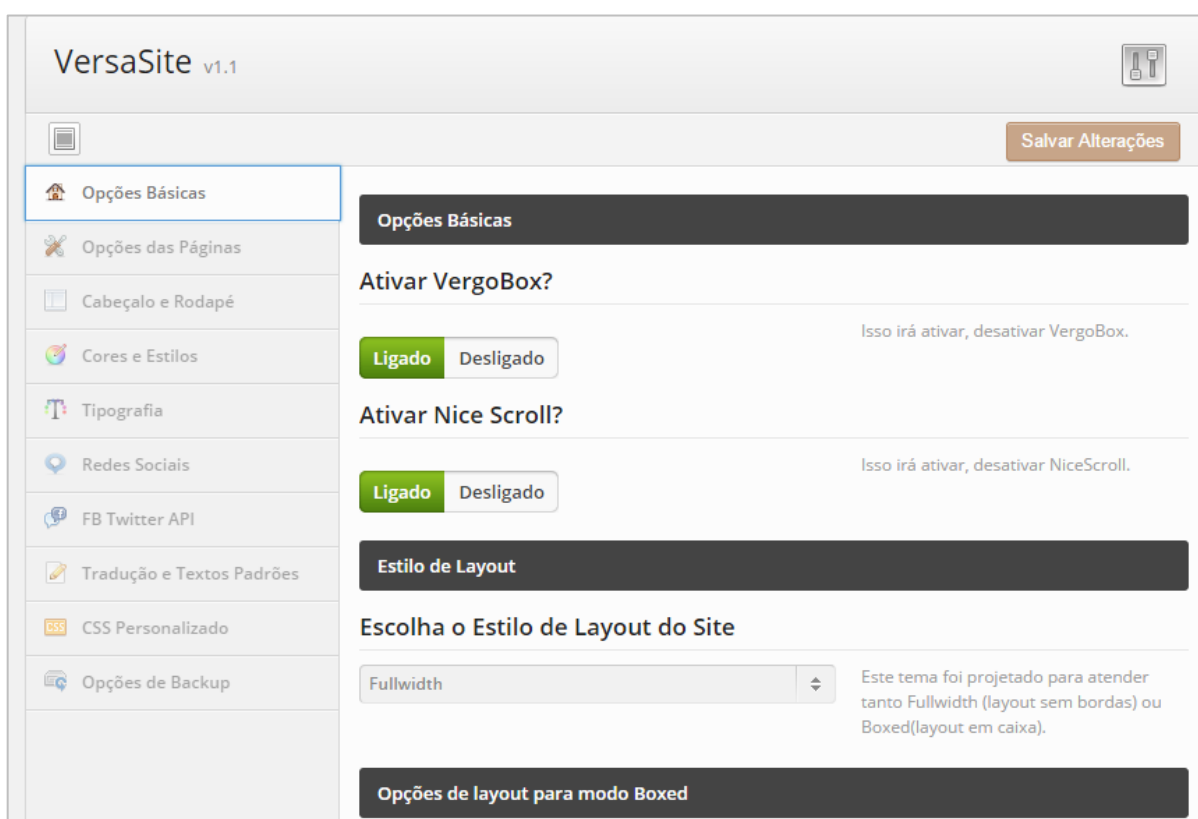 VersaSite v1.1
Salvar Alterações
Opções Básicas
Opções das Páginas
Cabeçalo e Rodapé
Cores e Estilos
Tipografia
Redes Sociais
FB Twitter API
Tradução e Textos Padrões
CSS Personalizado
Opções de Backup
Opções Básicas
Ativar VergoBox?
Ligado Desligado
Isso irá ativar, desativar VergoBox.
Ativar Nice Scroll?
Ligado Desligado
Isso irá ativar, desativar NiceScroll.
Estilo de Layout
Escolha o Estilo de Layout do Site
Fullwidth
Este tema foi projetado para atender
tanto Fullwidth (layout sem bordas) ou
Boxed(layout em caixa).
Opções de layout para modo Boxed